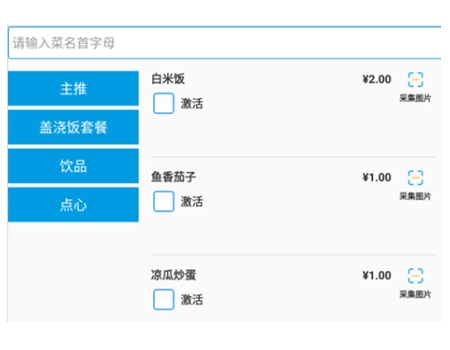 请输入菜名首字母
主推
盖浇饭套餐
饮品
点心
白米饭 ¥2.00
激活 采集图片
鱼香茄子 ¥1.00
激活 采集图片
凉瓜炒蛋 ¥1.00
激活 采集图片